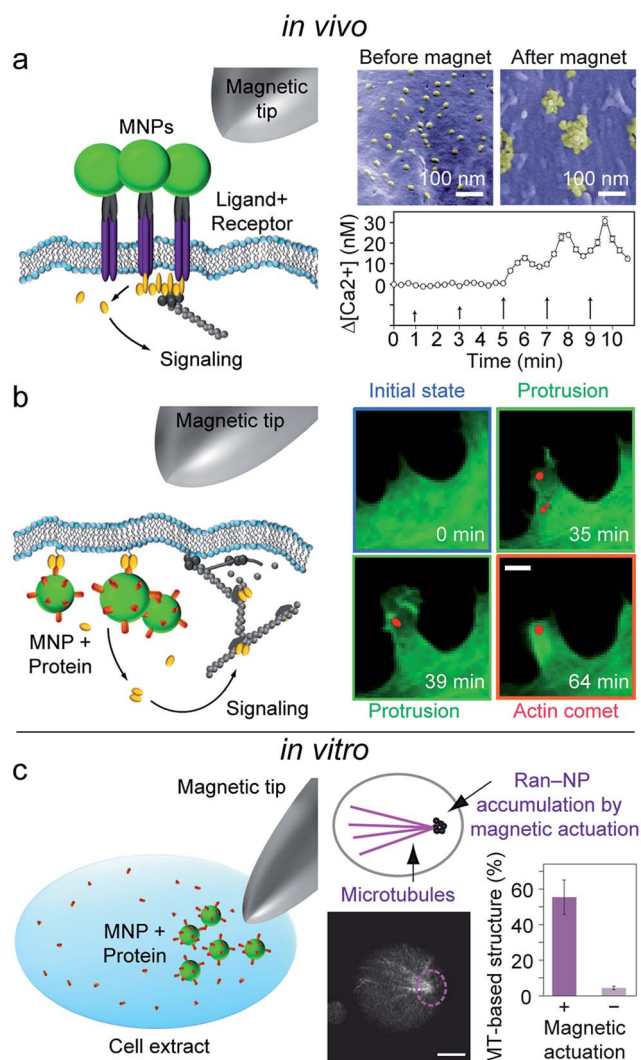 in vivo
a
Magnetic
tip
MNPs
Ligand+
Receptor
Signaling
Before magnet
After magnet
100 nm
100 nm
Δ[Ca2+] (nM)
30
20
10
0
0 1 2 3 4 5 6 7 8 9 10
Time (min)
b
Magnetic tip
MNP +
Protein
Signaling
Initial state
Protrusion
0 min
35 min
39 min
64 min
Protrusion
Actin comet
in vitro
c
Magnetic tip
MNP +
Protein
Cell extract
Ran–NP
accumulation by
magnetic actuation
Microtubules
MT-based structure (%)
60
40
20
0
+ −
Magnetic
actuation